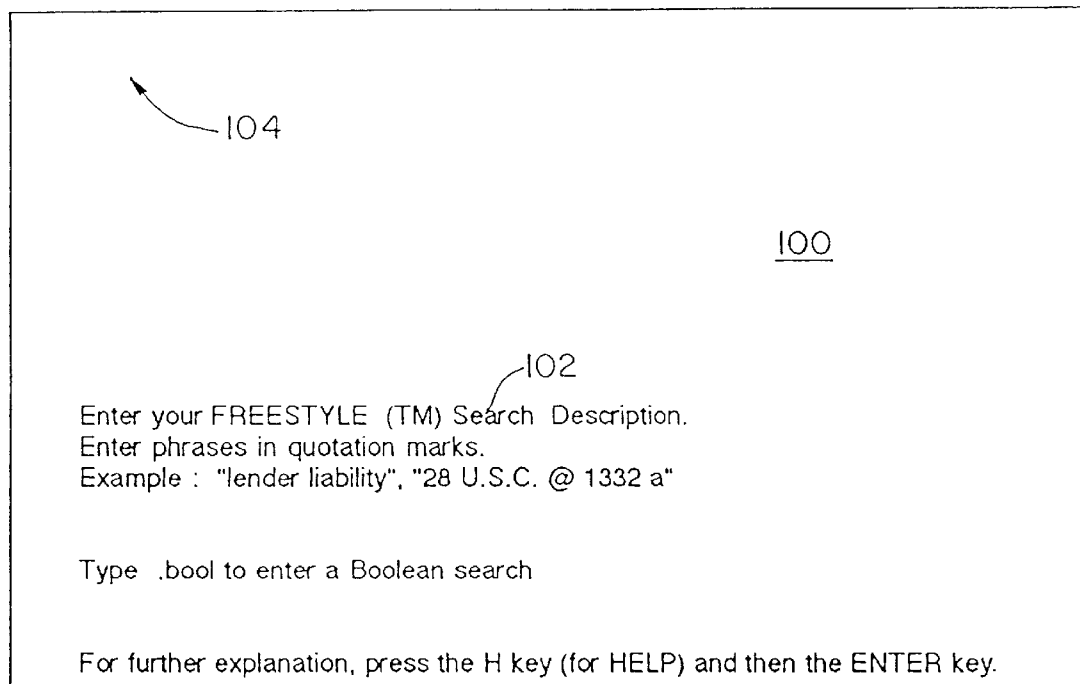 104
100
102
Enter your FREESTYLE (TM) Search Description.
Enter phrases in quotation marks.
Example : "lender liability", "28 U.S.C. @ 1332 a"
Type .bool to enter a Boolean search
For further explanation, press the H key (for HELP) and then the ENTER key.